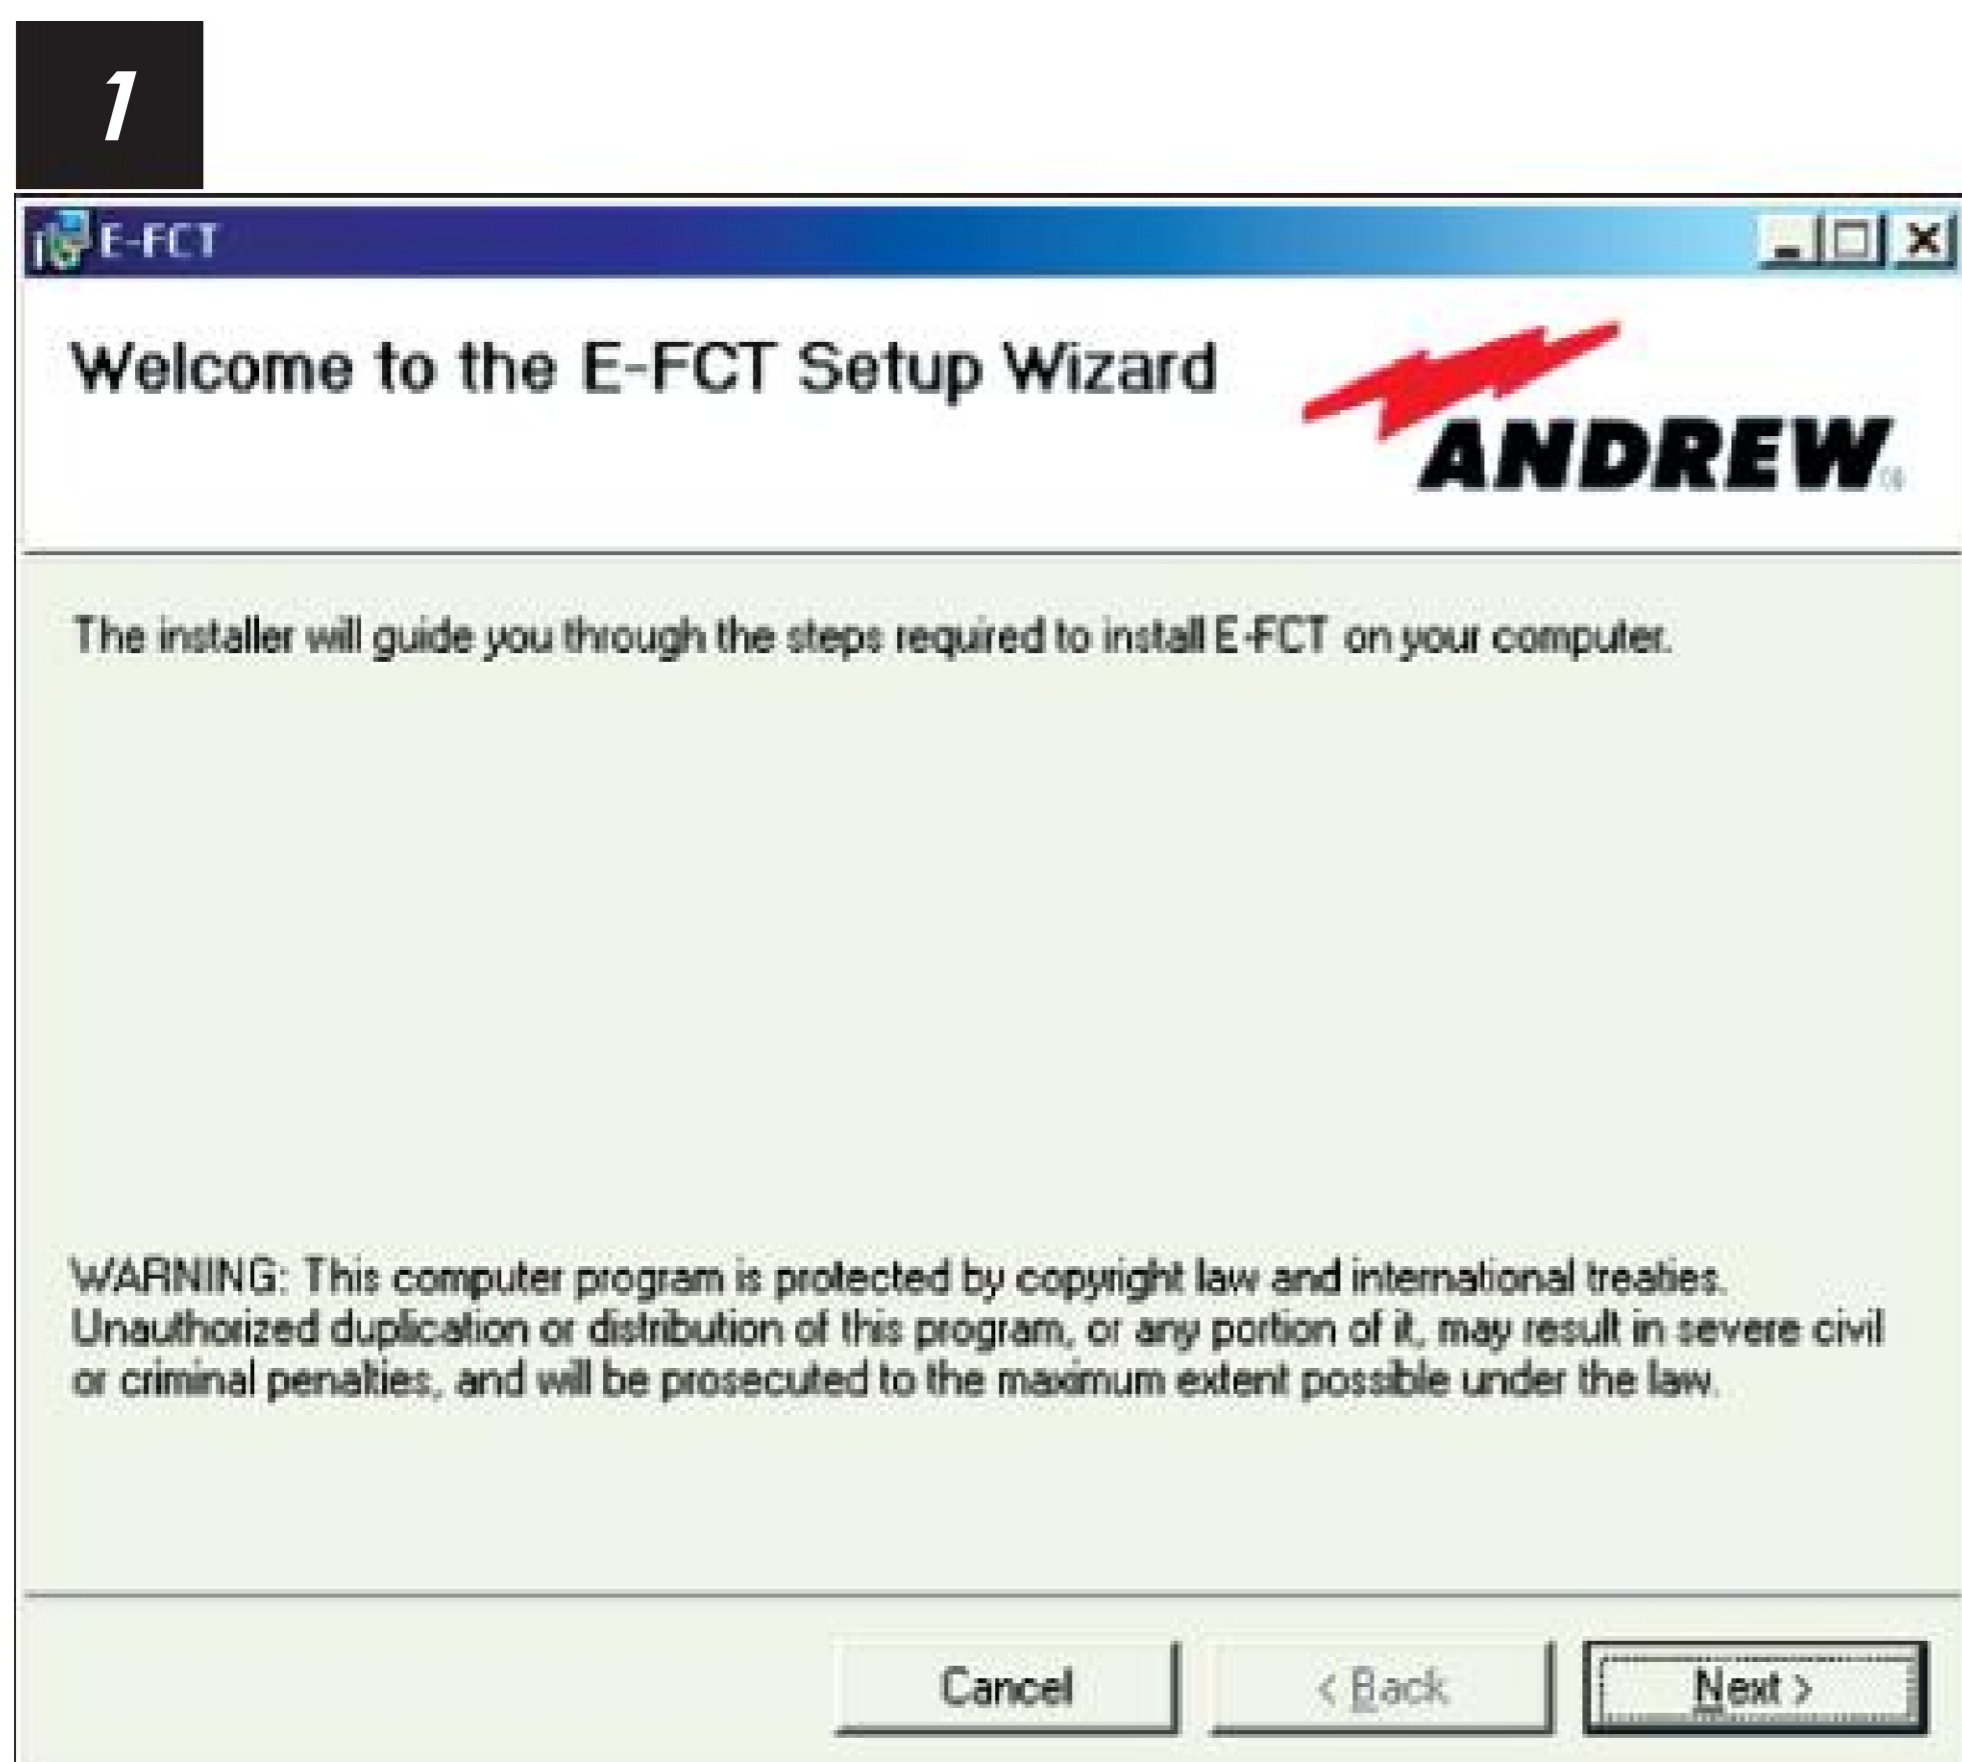 1
E-FCT
Welcome to the E-FCT Setup Wizard
ANDREW
The installer will guide you through the steps required to install E-FCT on your computer.
WARNING: This computer program is protected by copyright law and international treaties.
Unauthorized duplication or distribution of this program, or any portion of it, may result in severe civil
or criminal penalties, and will be prosecuted to the maximum extent possible under the law.
Cancel
< Back
Next >